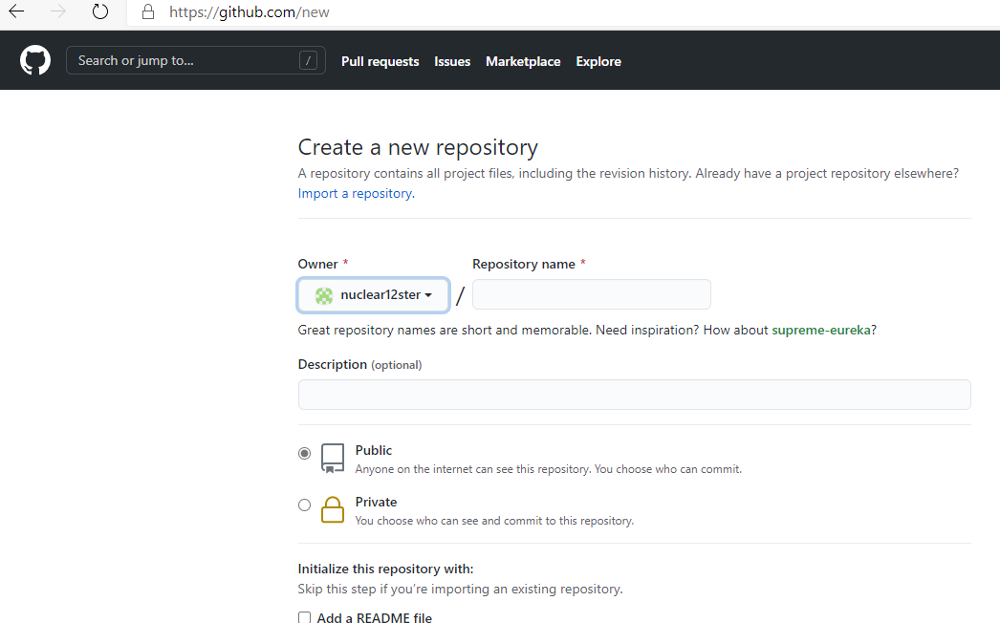 https://github.com/new
Search or jump to... /
Pull requests Issues Marketplace Explore
Create a new repository
A repository contains all project files, including the revision history. Already have a project repository elsewhere?
Import a repository.
Owner * Repository name *
nuclear12ster /
Great repository names are short and memorable. Need inspiration? How about supreme-eureka?
Description (optional)
Public
Anyone on the internet can see this repository. You choose who can commit.
Private
You choose who can see and commit to this repository.
Initialize this repository with:
Skip this step if you’re importing an existing repository.
Add a README file